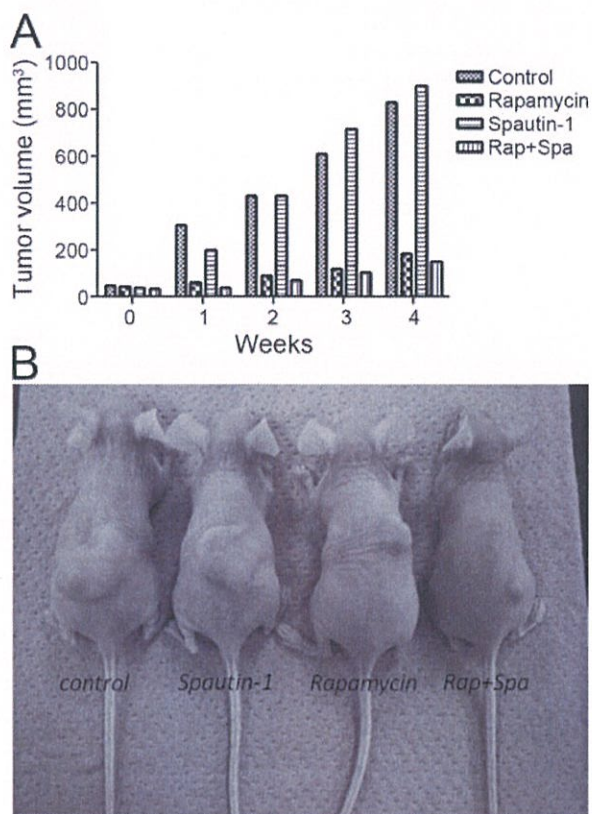 A
Tumor volume (mm³)
1000
800
600
400
200
0
0 1 2 3 4
Weeks
Control
Rapamycin
Spautin-1
Rap+Spa
B
control Spautin-1 Rapamycin Rap+Spa